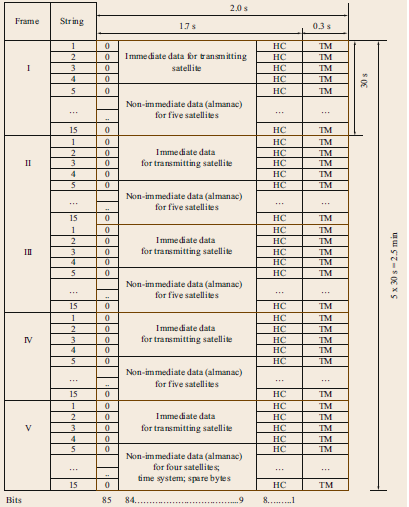 2.0 s
Frame String 1.7 s 0.3 s
I
1 0 Immediate data for transmitting HC TM
2 0 satellite HC TM
3 0 HC TM
4 0 HC TM
5 0 Non-immediate data (almanac) HC TM
... .. for five satellites ... ...
15 0 HC TM
30 s
II
1 0 Immediate data HC TM
2 0 for transmitting satellite HC TM
3 0 HC TM
4 0 HC TM
5 0 Non-immediate data (almanac) HC TM
... .. for five satellites ... ...
15 0 HC TM
III
1 0 Immediate data HC TM
2 0 for transmitting satellite HC TM
3 0 HC TM
4 0 HC TM
5 0 Non-immediate data (almanac) HC TM
... .. for five satellites ... ...
15 0 HC TM
IV
1 0 Immediate data HC TM
2 0 for transmitting satellite HC TM
3 0 HC TM
4 0 HC TM
5 0 Non-immediate data (almanac) HC TM
... .. for five satellites ... ...
15 0 HC TM
V
1 0 Immediate data HC TM
2 0 for transmitting satellite HC TM
3 0 HC TM
4 0 HC TM
5 0 Non-immediate data (almanac) HC TM
... .. for four satellites; ... ...
time system; spare bytes
15 0 HC TM
5 x 30 s = 2.5 min
Bits 85 84....................................9 8.........1